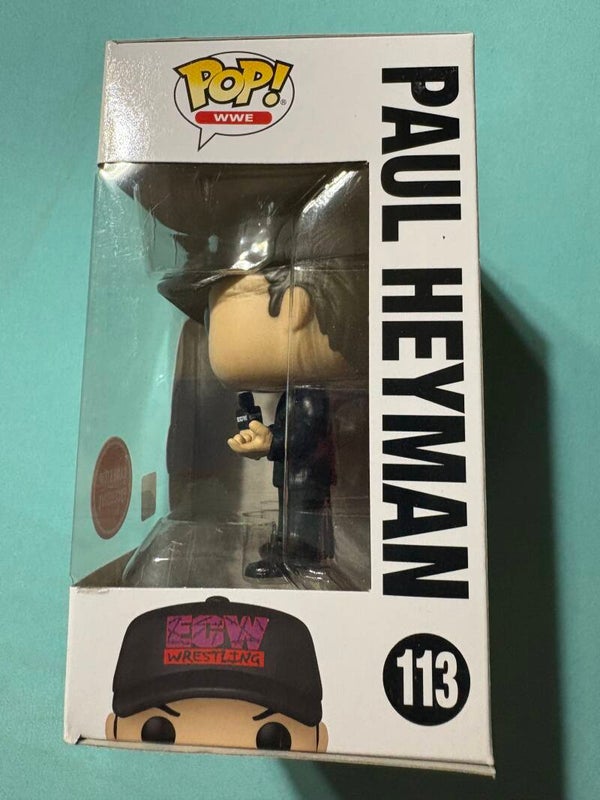 POP!
WWE
PAUL HEYMAN
ECW
WRESTLING
113